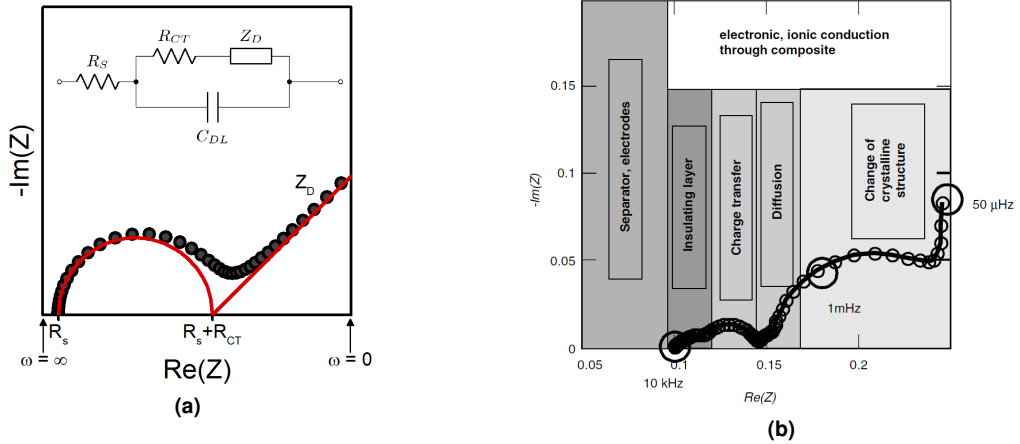 R_CT
Z_D
R_S
C_DL
-Im(Z)
Z_D
R_s
R_s+R_CT
ω = ∞
Re(Z)
ω = 0
(a)
electronic, ionic conduction
through composite
Separator, electrodes
Insulating layer
Charge transfer
Diffusion
Change of
crystalline
structure
-Im(Z)
0.15
0.1
0.05
0
50 μHz
1mHz
10 kHz
0.05
0.1
0.15
0.2
Re(Z)
(b)